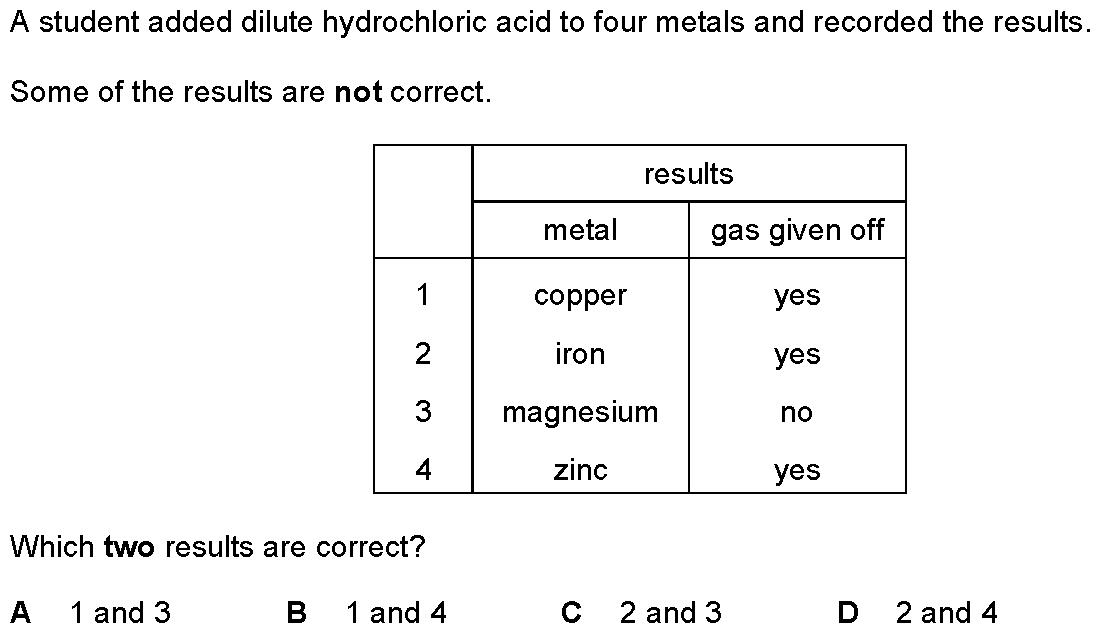 A student added dilute hydrochloric acid to four metals and recorded the results.
Some of the results are not correct.
results
metal gas given off
1 copper yes
2 iron yes
3 magnesium no
4 zinc yes
Which two results are correct?
A 1 and 3 B 1 and 4 C 2 and 3 D 2 and 4